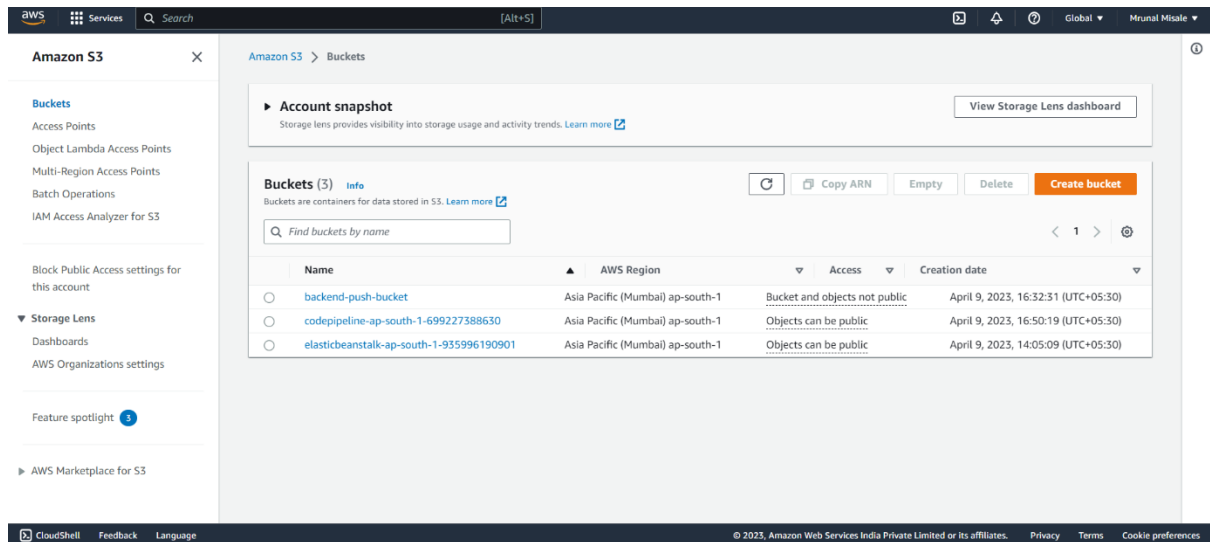 aws Services Search [Alt+S] Global Mrunal Misale
Amazon S3
Buckets
Access Points
Object Lambda Access Points
Multi-Region Access Points
Batch Operations
IAM Access Analyzer for S3
Block Public Access settings for
this account
Storage Lens
Dashboards
AWS Organizations settings
Feature spotlight 3
AWS Marketplace for S3
Amazon S3 > Buckets
Account snapshot
View Storage Lens dashboard
Storage lens provides visibility into storage usage and activity trends. Learn more
Buckets (3) Info
Copy ARN Empty Delete Create bucket
Buckets are containers for data stored in S3. Learn more
Find buckets by name
< 1 >
Name AWS Region Access Creation date
backend-push-bucket Asia Pacific (Mumbai) ap-south-1 Bucket and objects not public April 9, 2023, 16:32:31 (UTC+05:30)
codepipeline-ap-south-1-699227388630 Asia Pacific (Mumbai) ap-south-1 Objects can be public April 9, 2023, 16:50:19 (UTC+05:30)
elasticbeanstalk-ap-south-1-935996190901 Asia Pacific (Mumbai) ap-south-1 Objects can be public April 9, 2023, 14:05:09 (UTC+05:30)
CloudShell Feedback Language © 2023, Amazon Web Services India Private Limited or its affiliates. Privacy Terms Cookie preferences